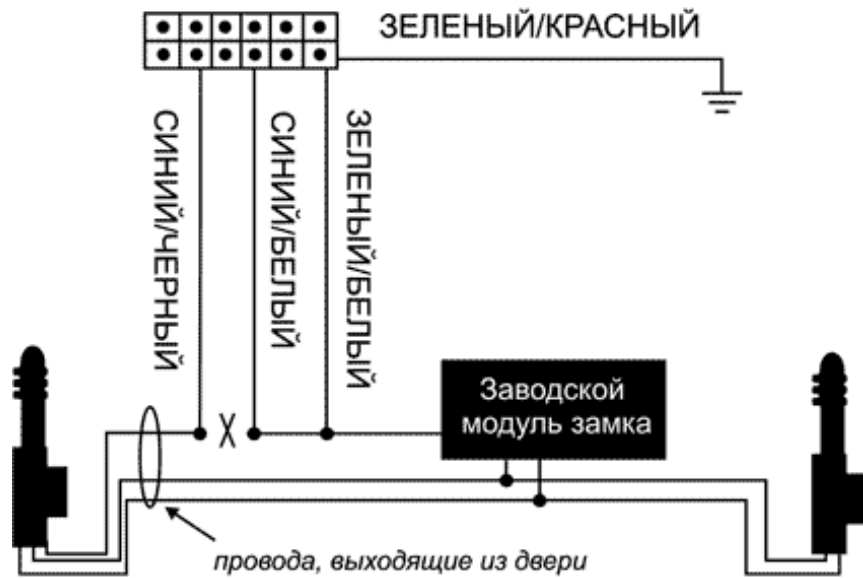 ЗЕЛЕНЫЙ/КРАСНЫЙ
СИНИЙ/ЧЕРНЫЙ
СИНИЙ/БЕЛЫЙ
ЗЕЛЕНЫЙ/БЕЛЫЙ
Заводской
модуль замка
X
провода, выходящие из двери